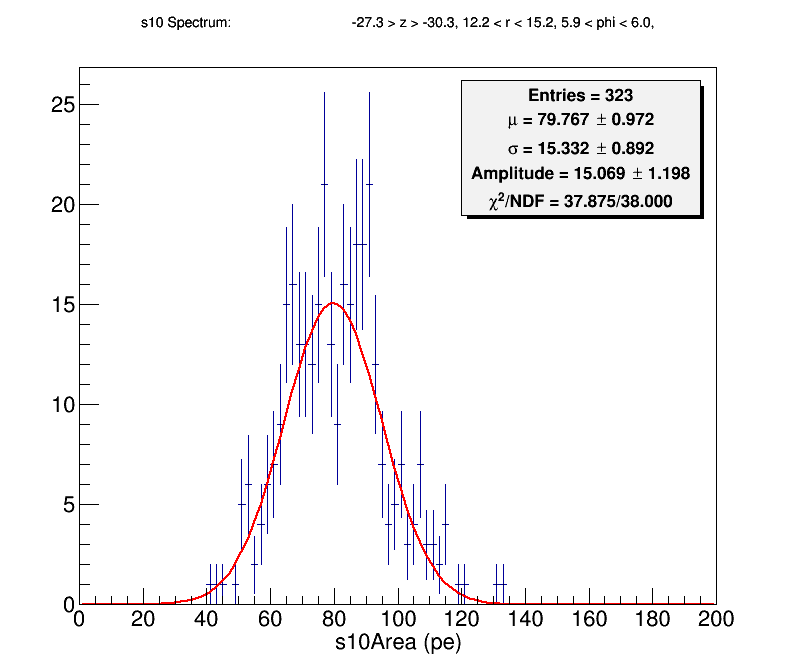 s10 Spectrum: -27.3 > z > -30.3, 12.2 < r < 15.2, 5.9 < phi < 6.0,
Entries = 323
μ = 79.767 ± 0.972
σ = 15.332 ± 0.892
Amplitude = 15.069 ± 1.198
χ²/NDF = 37.875/38.000
25
20
15
10
5
0
0 20 40 60 80 100 120 140 160 180 200
s10Area (pe)